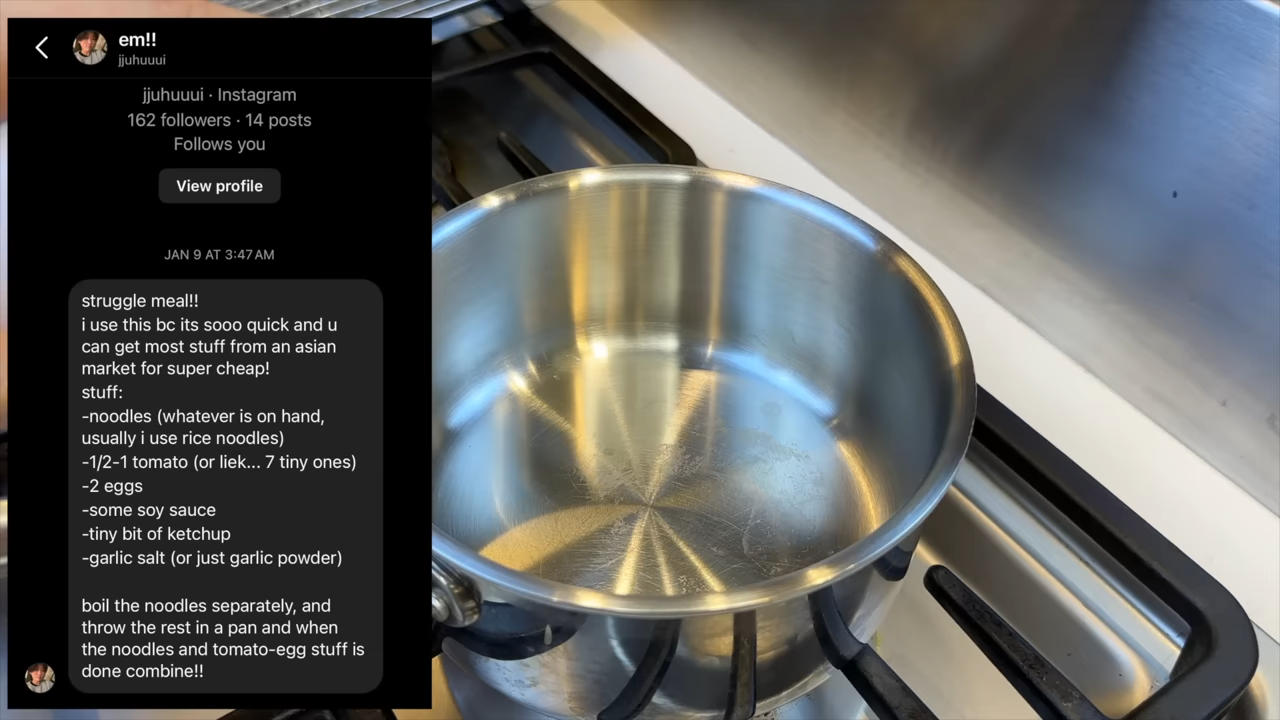 em!!
jjuhuuui
jjuhuuui · Instagram
162 followers · 14 posts
Follows you
View profile
JAN 9 AT 3:47 AM
struggle meal!!
i use this bc its sooo quick and u
can get most stuff from an asian
market for super cheap!
stuff:
-noodles (whatever is on hand,
usually i use rice noodles)
-1/2-1 tomato (or liek... 7 tiny ones)
-2 eggs
-some soy sauce
-tiny bit of ketchup
-garlic salt (or just garlic powder)
boil the noodles separately, and
throw the rest in a pan and when
the noodles and tomato-egg stuff is
done combine!!